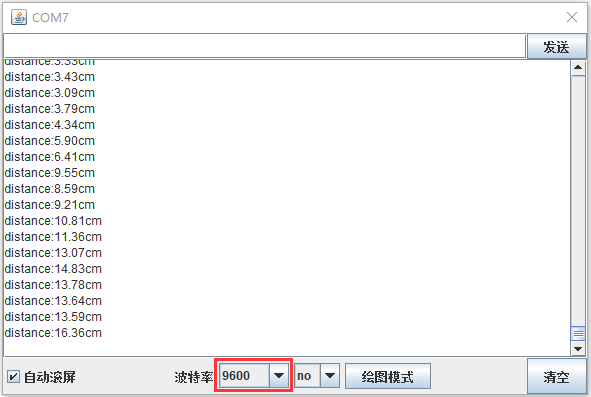 COM7
发送
distance:3.33cm
distance:3.43cm
distance:3.09cm
distance:3.79cm
distance:4.34cm
distance:5.90cm
distance:6.41cm
distance:9.55cm
distance:8.59cm
distance:9.21cm
distance:10.81cm
distance:11.36cm
distance:13.07cm
distance:14.83cm
distance:13.78cm
distance:13.64cm
distance:13.59cm
distance:16.36cm
自动滚屏 波特率 9600 no 绘图模式 清空